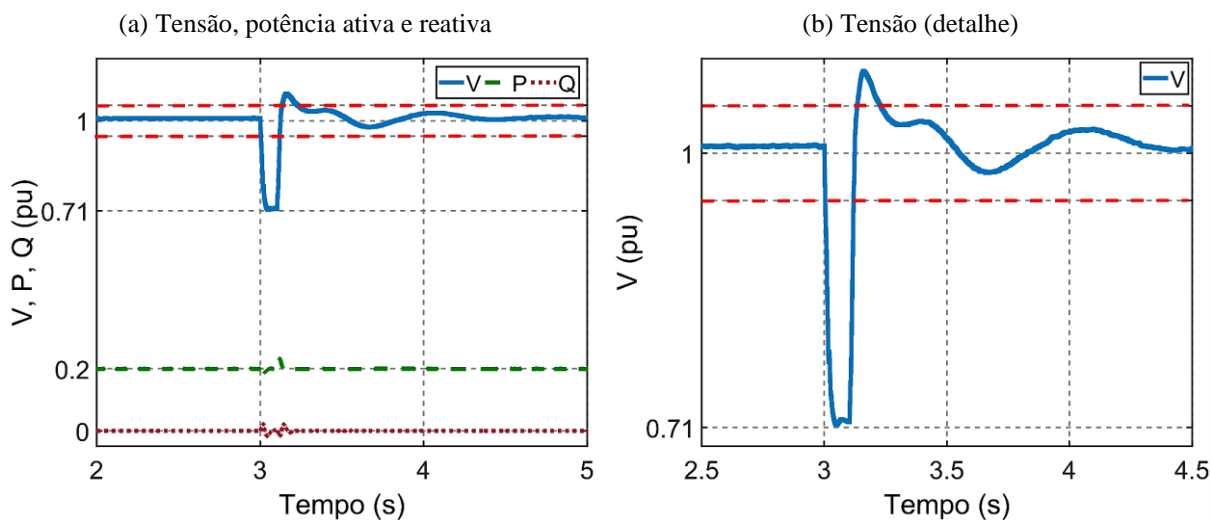 (a) Tensão, potência ativa e reativa
V P Q
1
0.71
0.2
0
V, P, Q (pu)
2 3 4 5
Tempo (s)
(b) Tensão (detalhe)
V
1
0.71
V (pu)
2.5 3 3.5 4 4.5
Tempo (s)